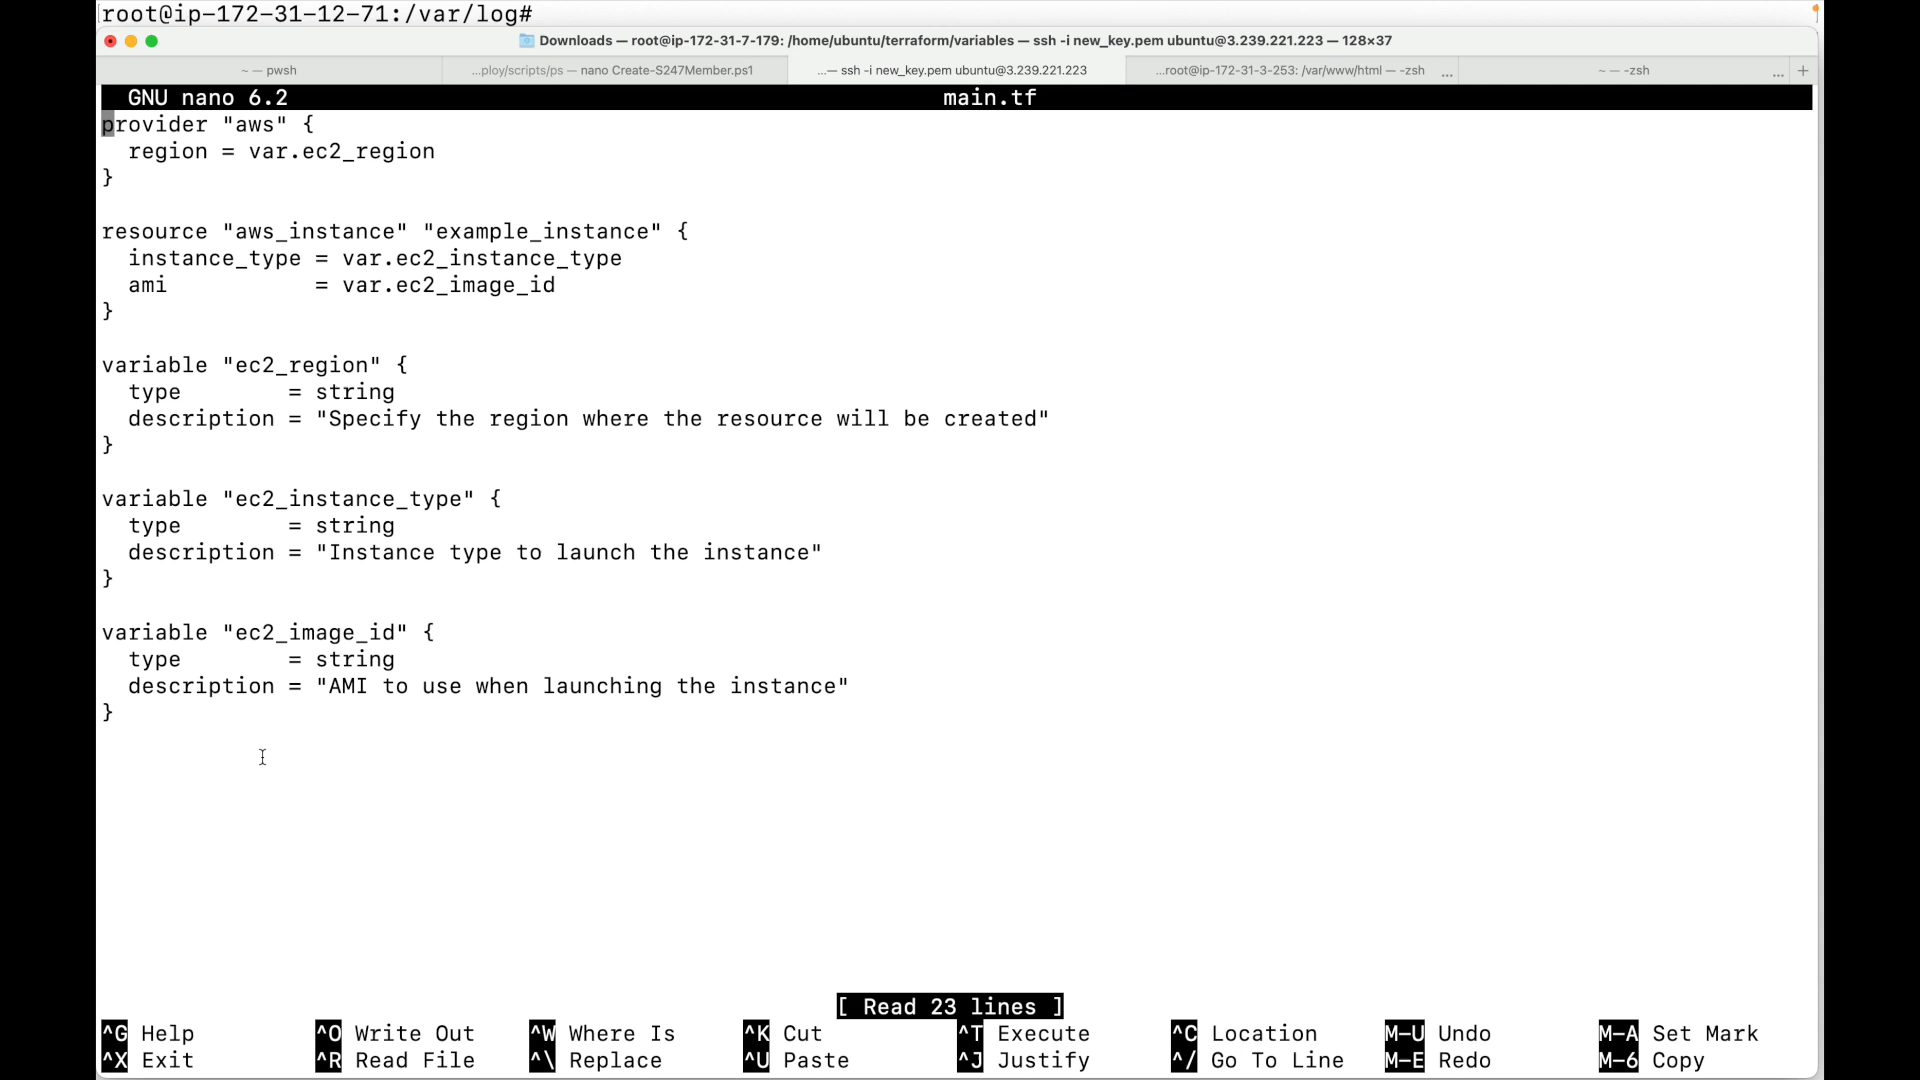 root@ip-172-31-12-71:/var/log#
Downloads — root@ip-172-31-7-179: /home/ubuntu/terraform/variables — ssh -i new_key.pem ubuntu@3.239.221.223 — 128×37
~ — pwsh ...ploy/scripts/ps — nano Create-S247Member.ps1 ...— ssh -i new_key.pem ubuntu@3.239.221.223 ...root@ip-172-31-3-253: /var/www/html — -zsh ... ~ — -zsh ... +
GNU nano 6.2 main.tf
provider "aws" {
  region = var.ec2_region
}
resource "aws_instance" "example_instance" {
  instance_type = var.ec2_instance_type
  ami           = var.ec2_image_id
}
variable "ec2_region" {
  type        = string
  description = "Specify the region where the resource will be created"
}
variable "ec2_instance_type" {
  type        = string
  description = "Instance type to launch the instance"
}
variable "ec2_image_id" {
  type        = string
  description = "AMI to use when launching the instance"
}
[ Read 23 lines ]
^G Help ^O Write Out ^W Where Is ^K Cut ^T Execute ^C Location M-U Undo M-A Set Mark
^X Exit ^R Read File ^\ Replace ^U Paste ^J Justify ^/ Go To Line M-E Redo M-6 Copy